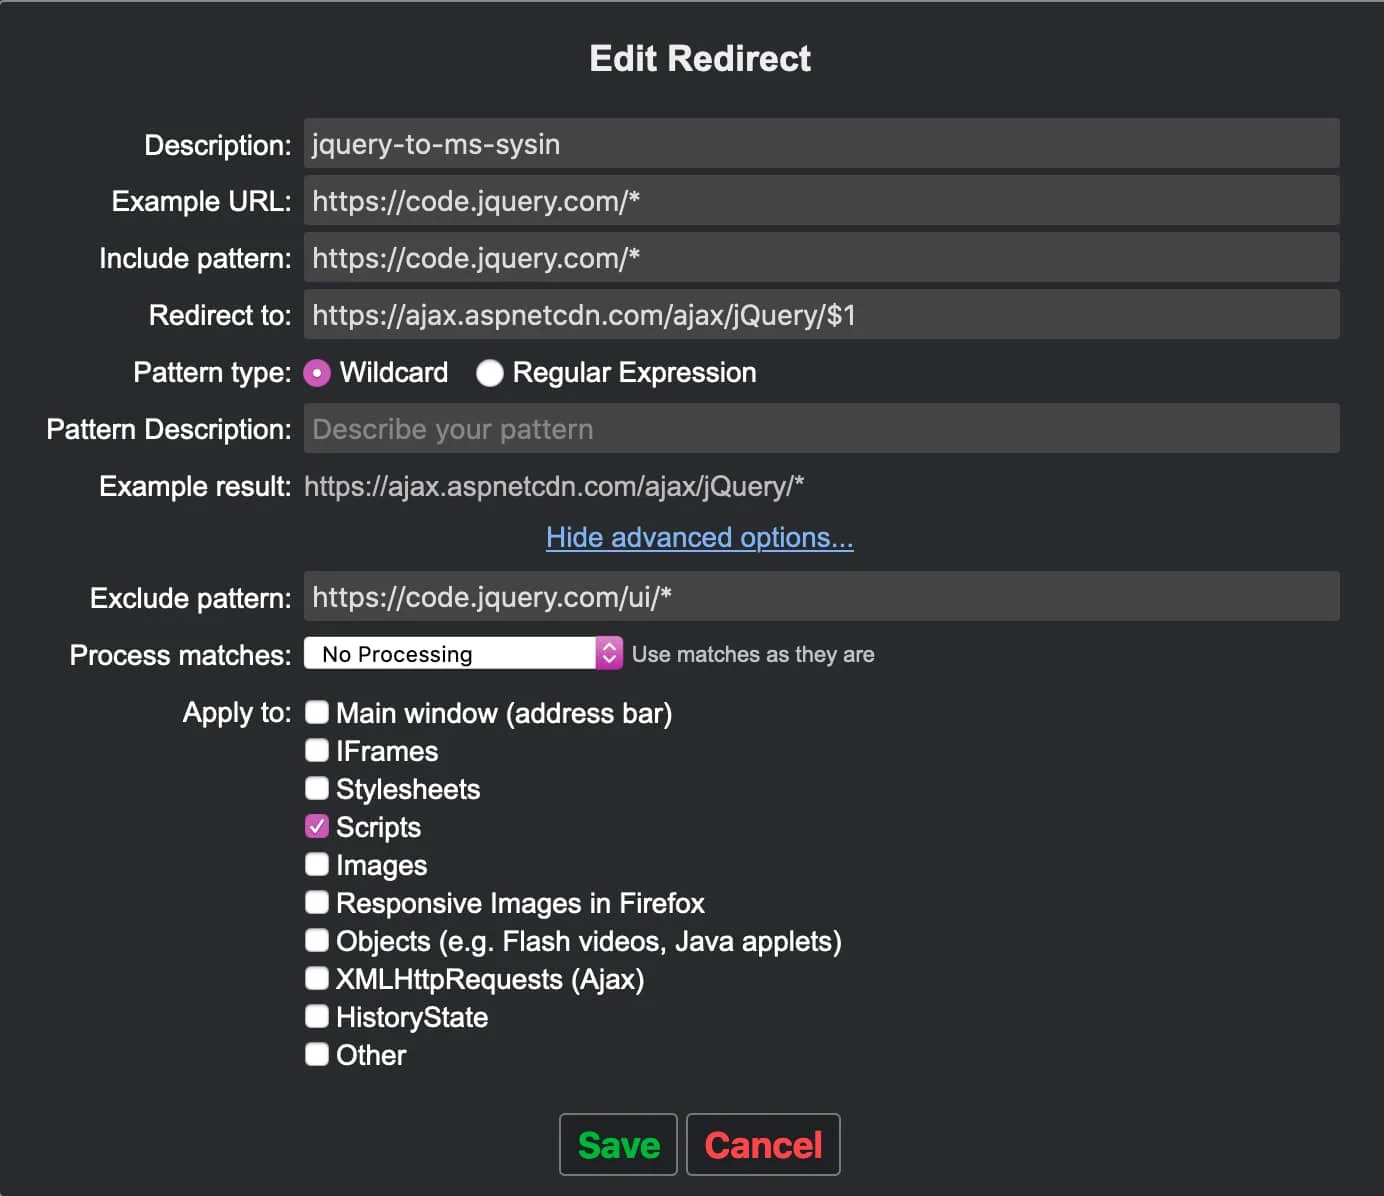 Edit Redirect
Description: jquery-to-ms-sysin
Example URL: https://code.jquery.com/*
Include pattern: https://code.jquery.com/*
Redirect to: https://ajax.aspnetcdn.com/ajax/jQuery/$1
Pattern type: Wildcard Regular Expression
Pattern Description: Describe your pattern
Example result: https://ajax.aspnetcdn.com/ajax/jQuery/*
Hide advanced options...
Exclude pattern: https://code.jquery.com/ui/*
Process matches: No Processing Use matches as they are
Apply to: Main window (address bar)
IFrames
Stylesheets
Scripts
Images
Responsive Images in Firefox
Objects (e.g. Flash videos, Java applets)
XMLHttpRequests (Ajax)
HistoryState
Other
Save Cancel